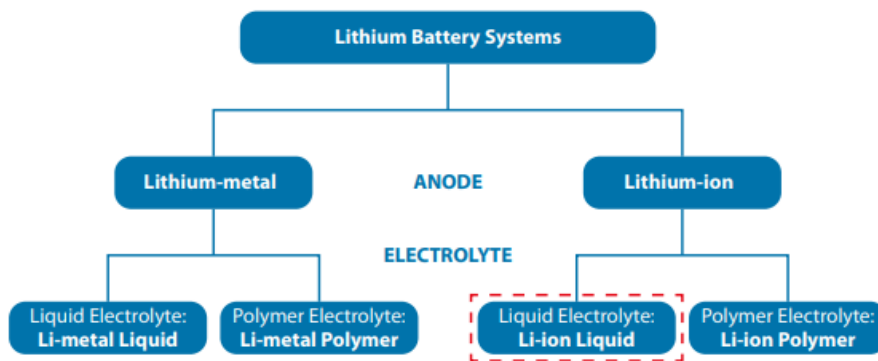 Lithium Battery Systems
Lithium-metal
ANODE
Lithium-ion
ELECTROLYTE
Liquid Electrolyte:
Li-metal Liquid
Polymer Electrolyte:
Li-metal Polymer
Liquid Electrolyte:
Li-ion Liquid
Polymer Electrolyte:
Li-ion Polymer